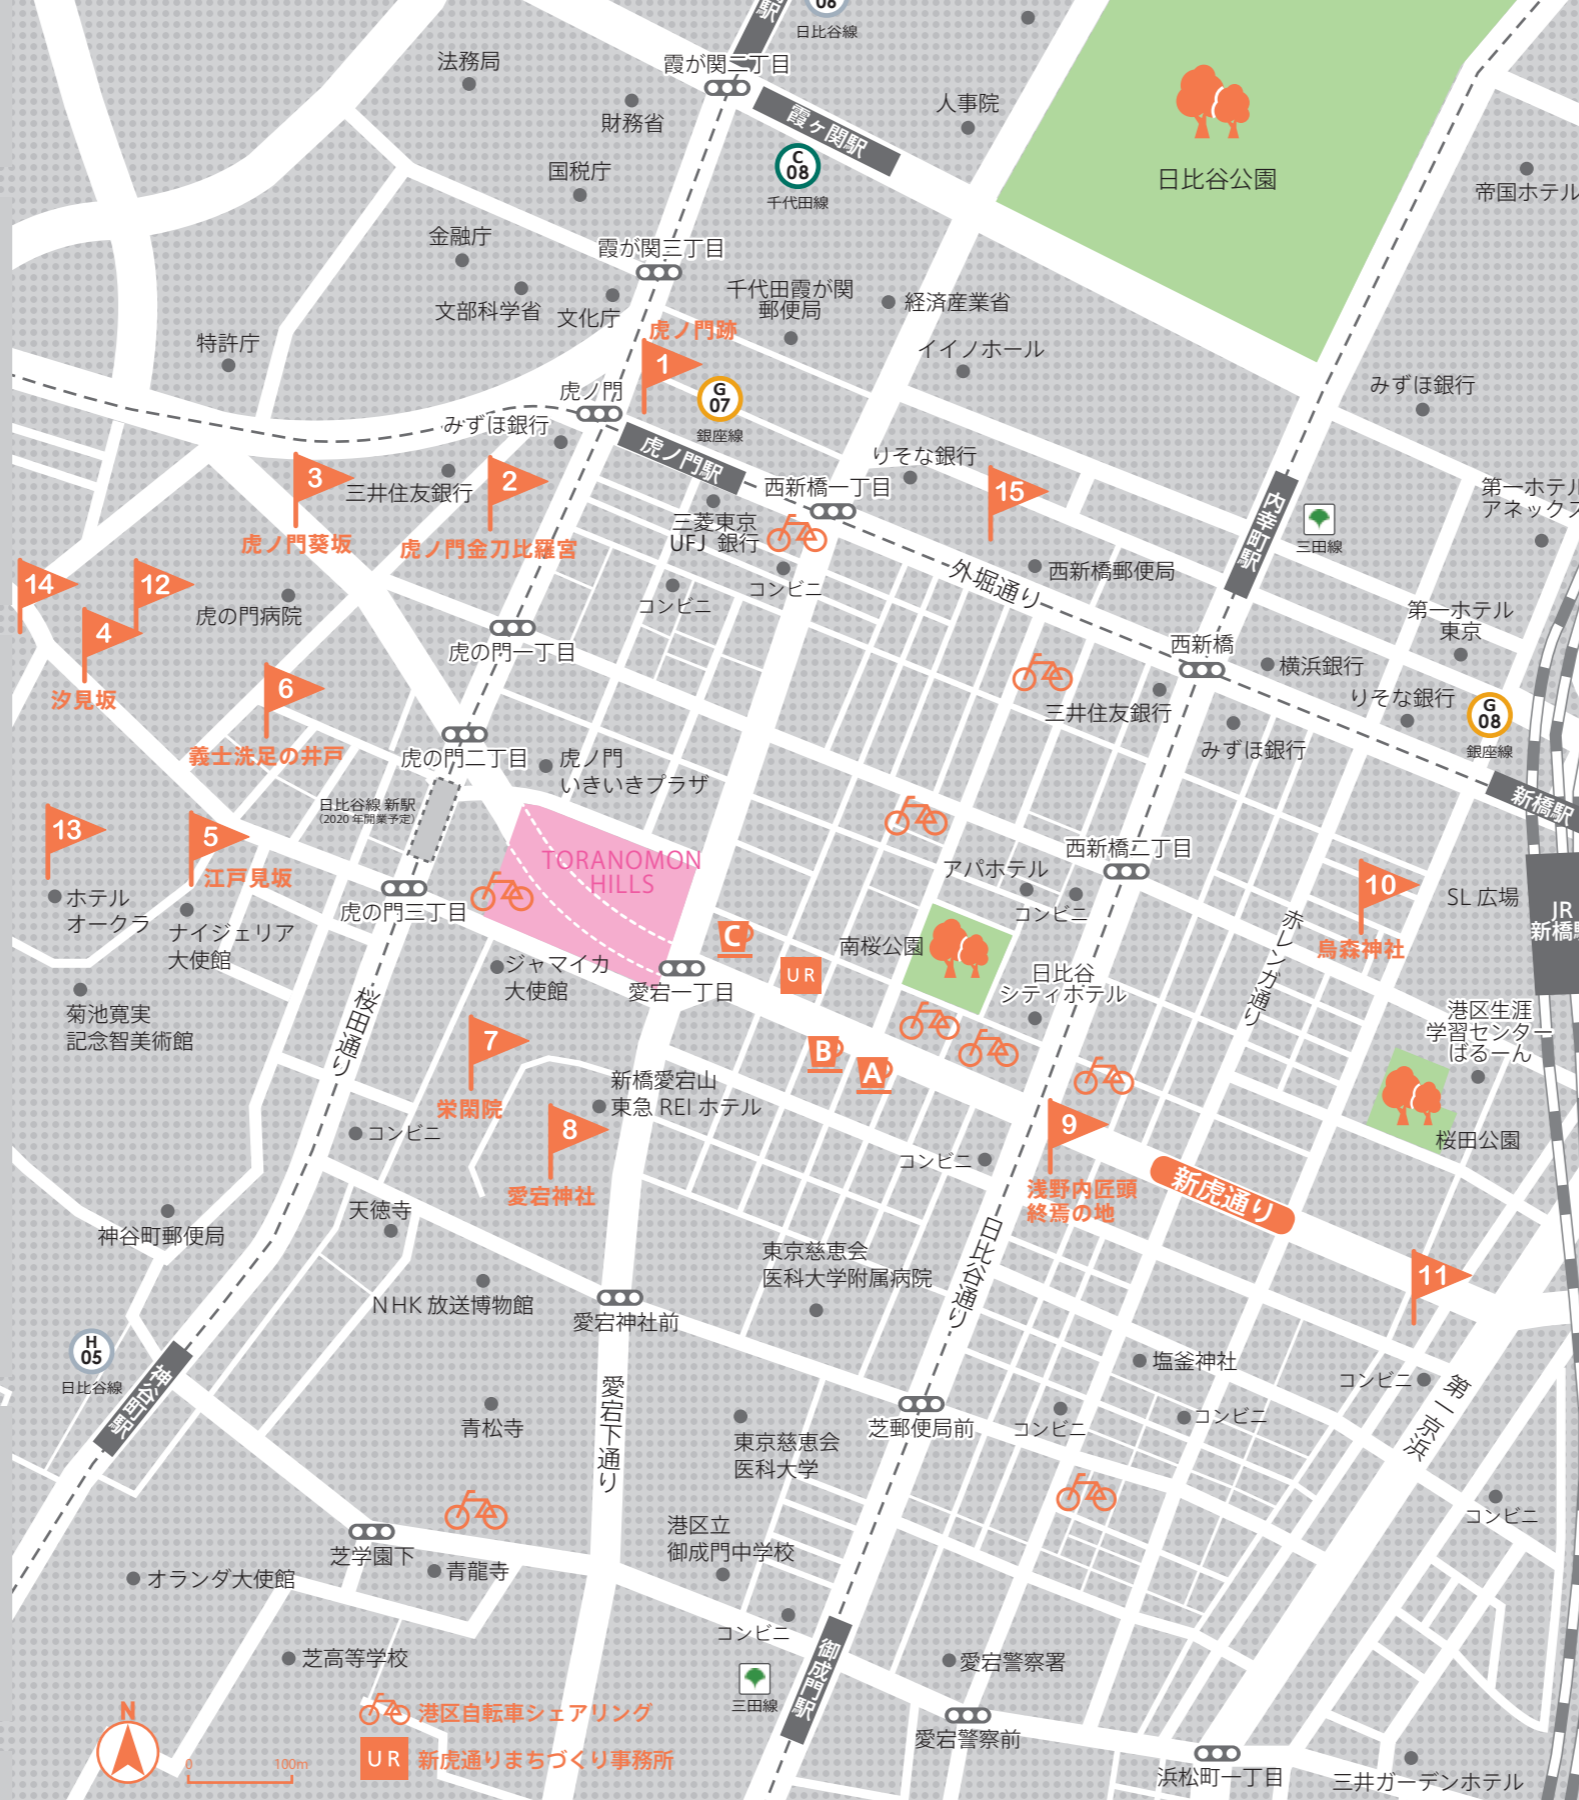 駅
08
日比谷線
法務局
霞が関二丁目
財務省
霞ヶ関駅
人事院
C
08
千代田線
国税庁
日比谷公園
帝国ホテル
金融庁
霞が関三丁目
文部科学省
文化庁
千代田霞が関
郵便局
経済産業省
虎ノ門跡
1
特許庁
イイノホール
虎ノ門
G
07
銀座線
みずほ銀行
みずほ銀行
虎ノ門駅
りそな銀行
3
三井住友銀行
2
西新橋一丁目
15
第一ホテル
アネックス
内幸町駅
三田線
虎ノ門葵坂
虎ノ門金刀比羅宮
三菱東京
UFJ 銀行
コンビニ
コンビニ
外堀通り
西新橋郵便局
14
12
4
虎の門病院
第一ホテル
東京
虎の門一丁目
西新橋
横浜銀行
汐見坂
6
三井住友銀行
りそな銀行
G
08
銀座線
みずほ銀行
義士洗足の井戸
虎の門二丁目
虎ノ門
いきいきプラザ
日比谷線 新駅
(2020 年開業予定)
新橋駅
13
5
江戸見坂
TORANOMON
HILLS
西新橋二丁目
アパホテル
コンビニ
10
SL 広場
JR
新橋駅
ホテル
オークラ
虎の門三丁目
ナイジェリア
大使館
C
UR
南桜公園
赤レンガ通り
烏森神社
ジャマイカ
大使館
愛宕一丁目
日比谷
シティホテル
菊池寛実
記念智美術館
桜田通り
7
B
A
港区生涯
学習センター
ばるーん
新橋愛宕山
東急 REI ホテル
栄閑院
8
コンビニ
9
桜田公園
コンビニ
愛宕神社
浅野内匠頭
終焉の地
新虎通り
天徳寺
神谷町郵便局
東京慈恵会
医科大学附属病院
日比谷通り
11
NHK 放送博物館
愛宕神社前
H
05
日比谷線
神谷町駅
塩釜神社
コンビニ
第一京浜
愛宕下通り
青松寺
東京慈恵会
医科大学
芝郵便局前
コンビニ
コンビニ
コンビニ
港区立
御成門中学校
芝学園下
青龍寺
オランダ大使館
コンビニ
芝高等学校
御成門駅
三田線
愛宕警察署
愛宕警察前
浜松町一丁目
三井ガーデンホテル
N
0 100m
港区自転車シェアリング
UR 新虎通りまちづくり事務所